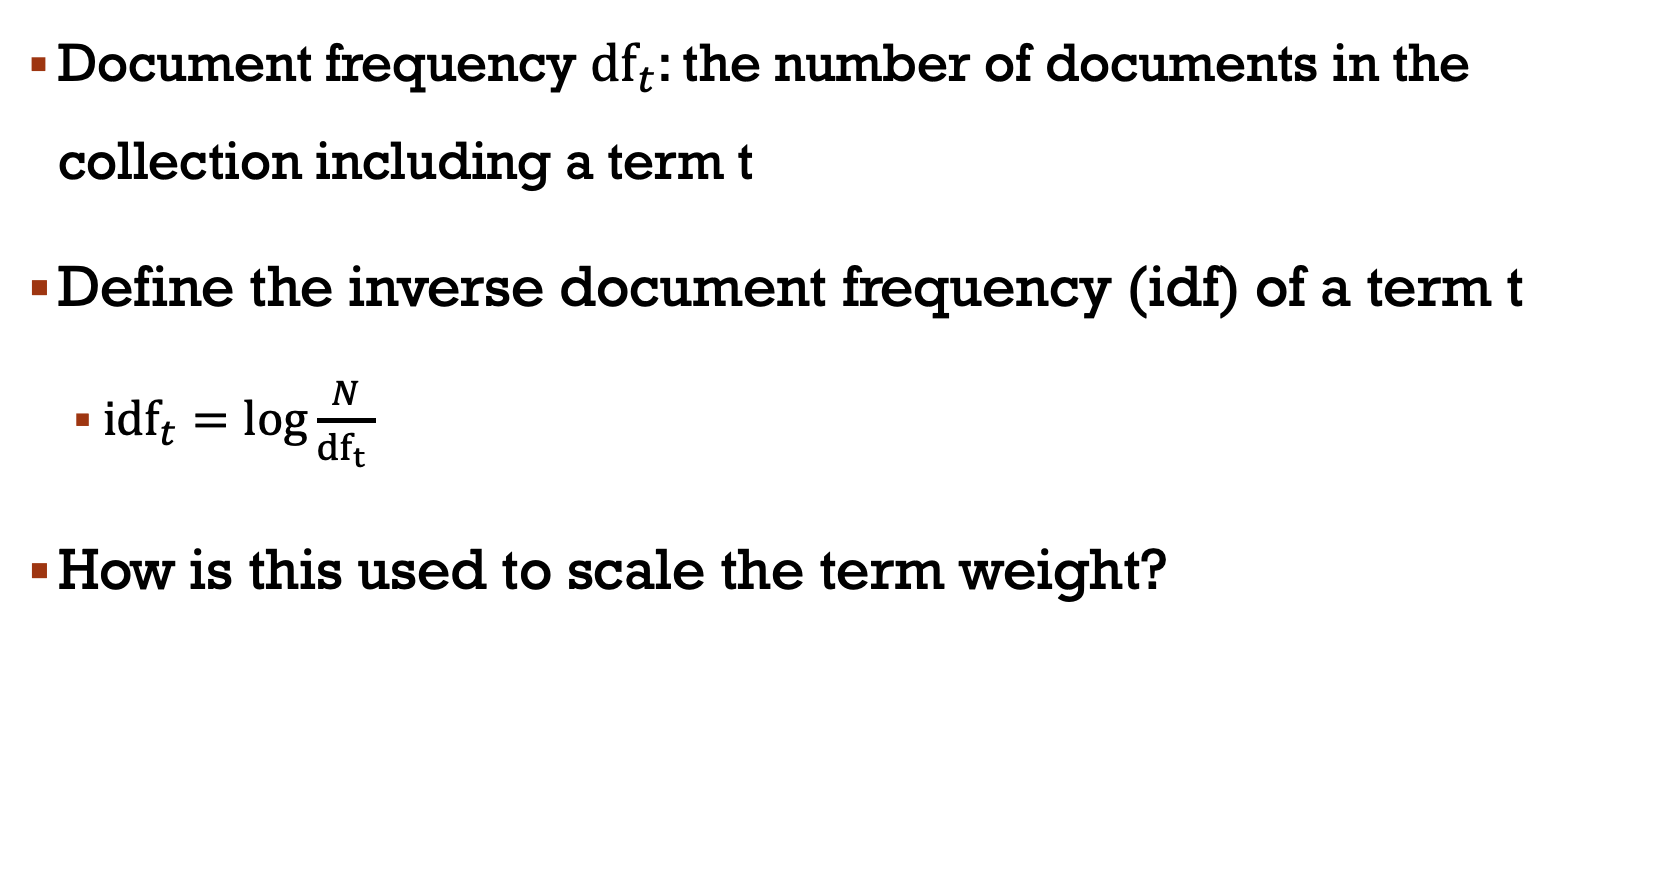 ▪ Document frequency df_t: the number of documents in the
collection including a term t
▪ Define the inverse document frequency (idf) of a term t
▪ idf_t = log N/df_t
▪ How is this used to scale the term weight?